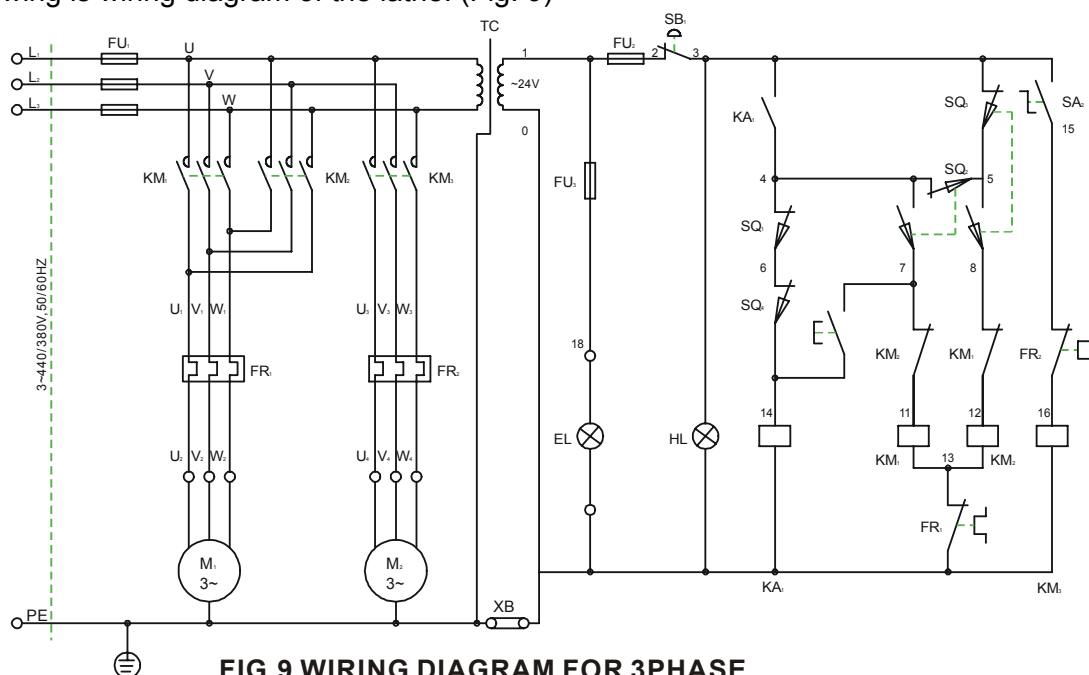 wing is wiring diagram of the lathe. (Fig. 9)
SB₁
TC
FU₁
U
1
FU₂
2
3
L₁
L₂
V
~24V
L₃
W
KA₁
SQ₃
SA₂
0
15
KM₁
KM₂
KM₃
FU₃
4
SQ₂
5
SQ₁
6
7
8
3~440/380V,50/60HZ
U₁ V₁ W₁
U₃ V₃ W₃
SQ₄
18
KM₂
KM₁
FR₂
FR₁
FR₂
14
11
12
16
EL
HL
U₂ V₂ W₂
U₄ V₄ W₄
KM₁
13
KM₂
FR₁
M₁
3~
M₂
3~
KA₁
KM₃
PE
XB
FIG.9 WIRING DIAGRAM FOR 3PHASE